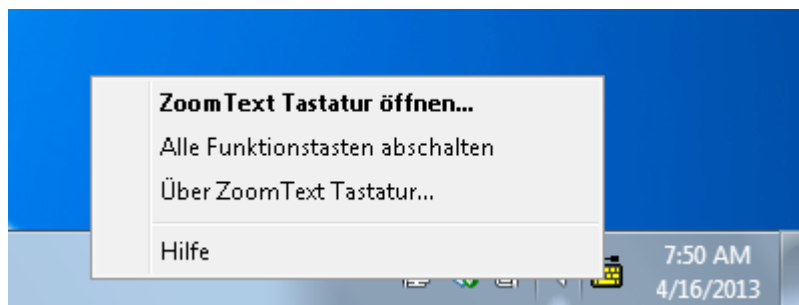 ZoomText Tastatur öffnen...
Alle Funktionstasten abschalten
Über ZoomText Tastatur...
Hilfe
7:50 AM
4/16/2013